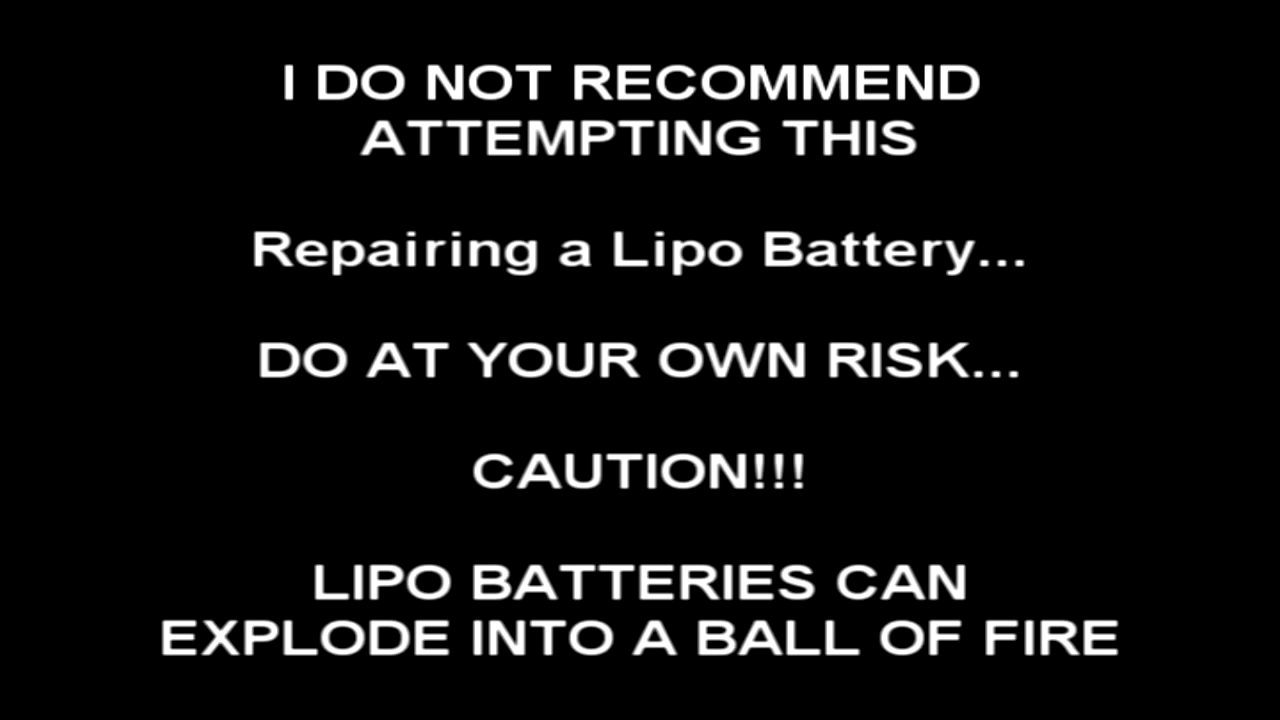 I DO NOT RECOMMEND
ATTEMPTING THIS
Repairing a Lipo Battery...
DO AT YOUR OWN RISK...
CAUTION!!!
LIPO BATTERIES CAN
EXPLODE INTO A BALL OF FIRE